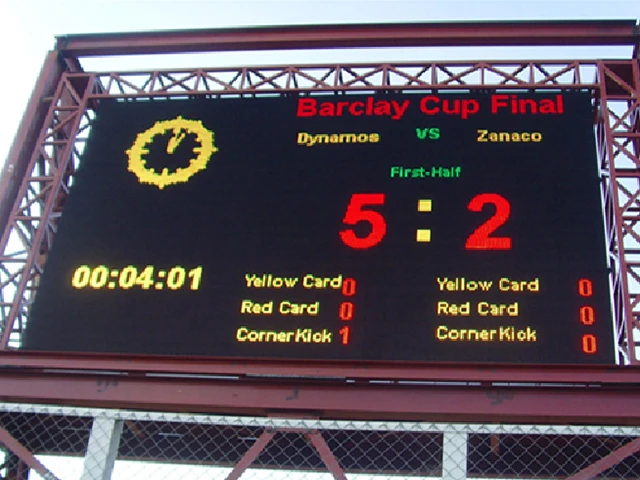 Barclay Cup Final
Dynamos VS Zanaco
First-Half
5 : 2
00:04:01
Yellow Card 0 Yellow Card 0
Red Card 0 Red Card 0
CornerKick 1 CornerKick 0